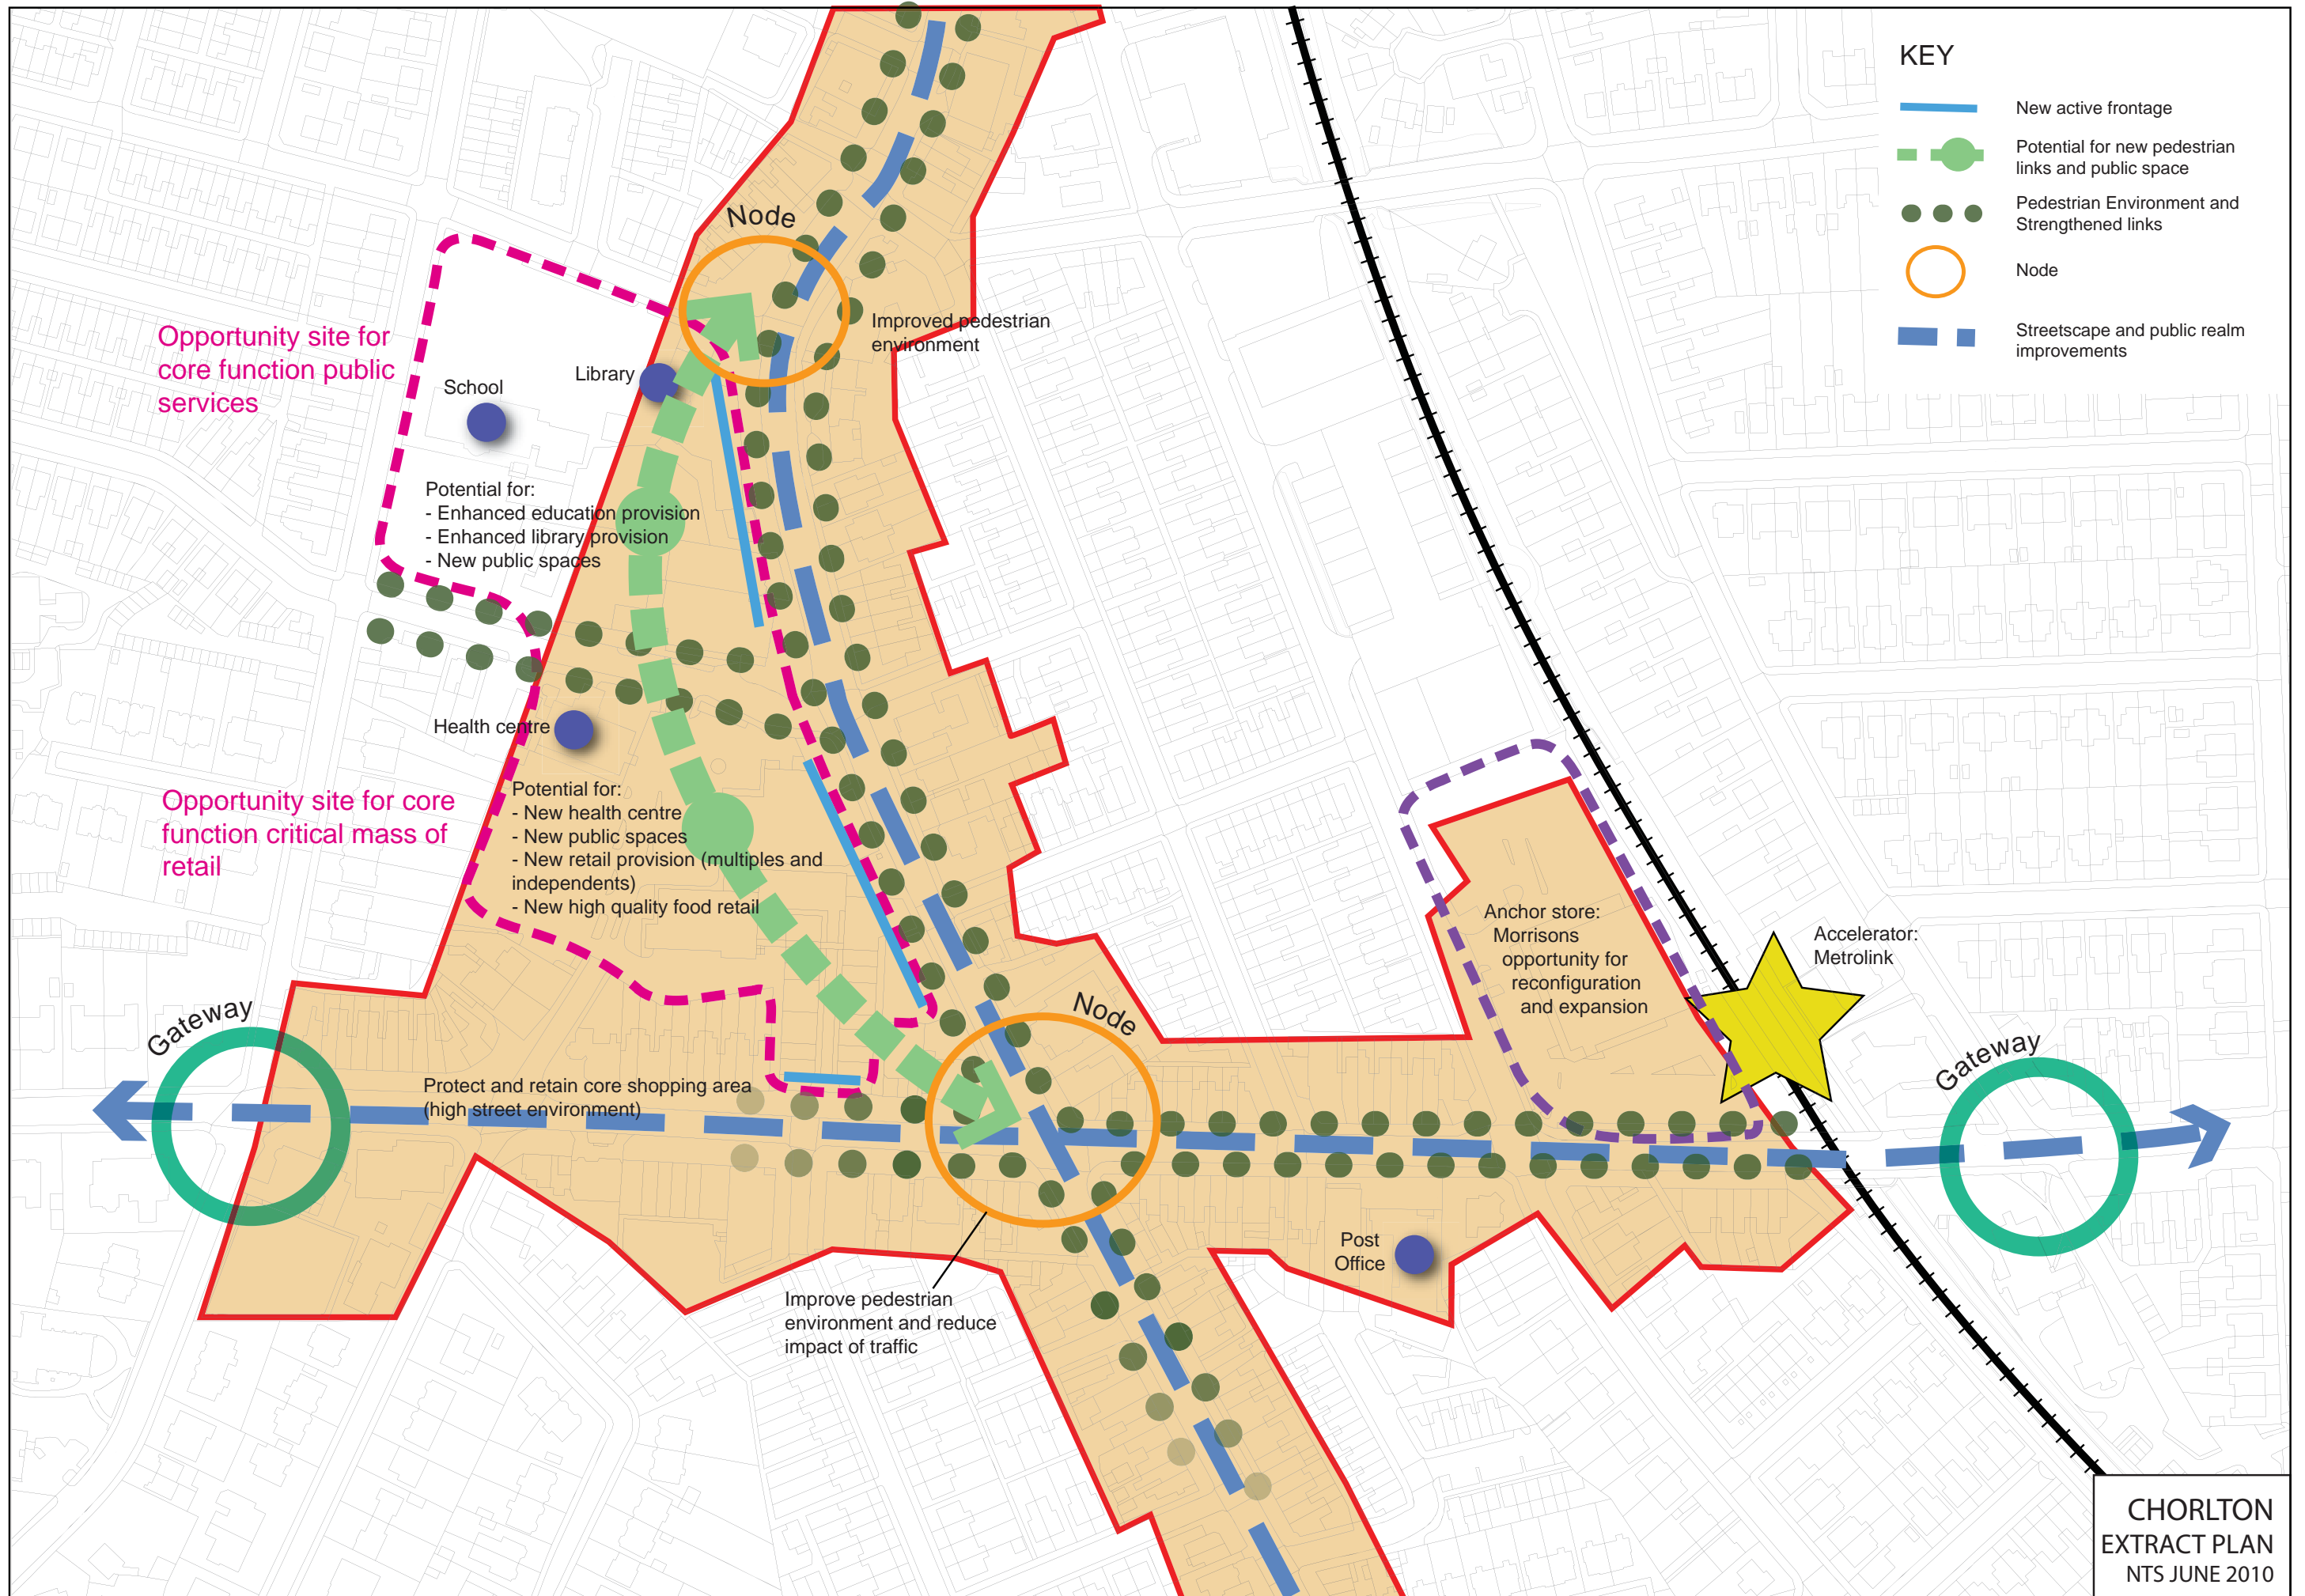 KEY
New active frontage
Potential for new pedestrian
links and public space
Pedestrian Environment and
Strengthened links
Node
Streetscape and public realm
improvements
Node
Improved pedestrian
environment
Opportunity site for
core function public
services
School
Library
Potential for:
- Enhanced education provision
- Enhanced library provision
- New public spaces
Health centre
Opportunity site for core
function critical mass of
retail
Potential for:
- New health centre
- New public spaces
- New retail provision (multiples and
independents)
- New high quality food retail
Anchor store:
Morrisons
opportunity for
reconfiguration
and expansion
Accelerator:
Metrolink
Gateway
Node
Gateway
Protect and retain core shopping area
(high street environment)
Post
Office
Improve pedestrian
environment and reduce
impact of traffic
CHORLTON
EXTRACT PLAN
NTS JUNE 2010